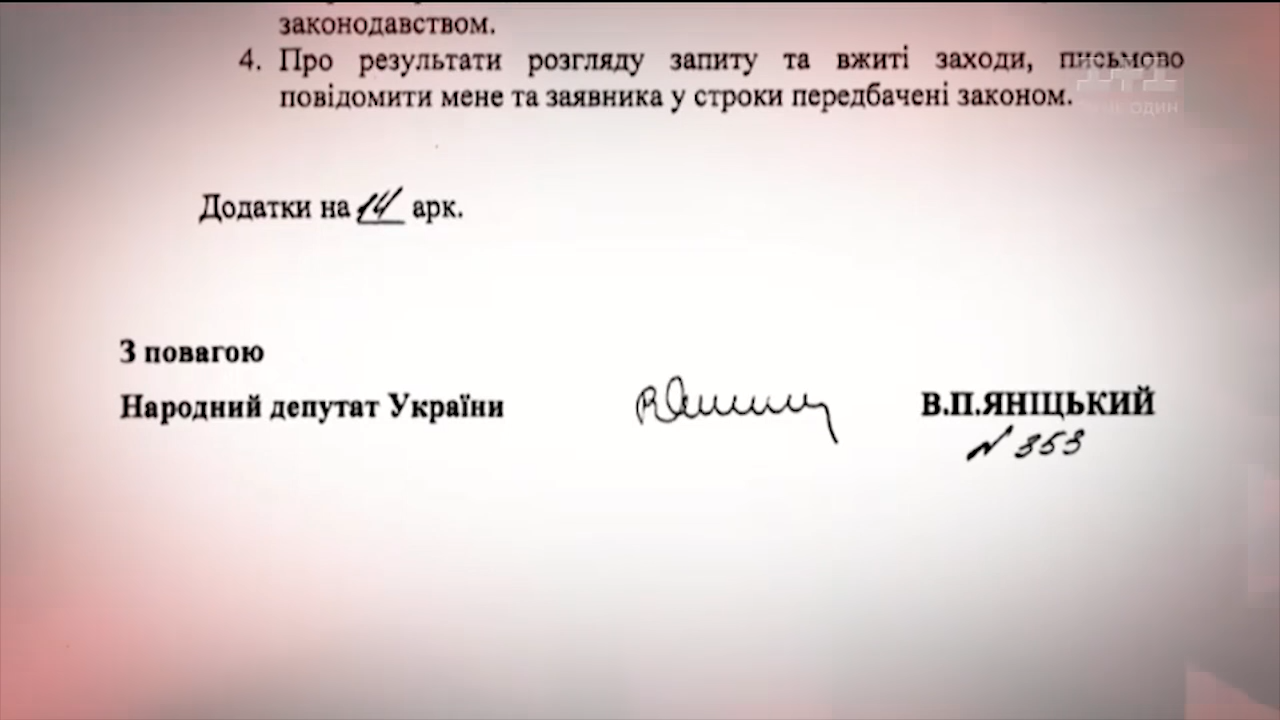 законодавством.
4. Про результати розгляду запиту та вжиті заходи, письмово
повідомити мене та заявника у строки передбачені законом.
Додатки на 14 арк.
З повагою
Народний депутат України В.П.ЯНІЦЬКИЙ
N 353